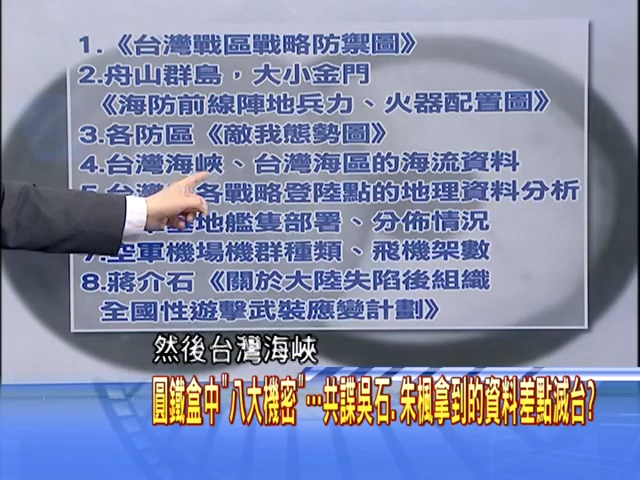 1.《台灣戰區戰略防禦圖》
2.舟山群島，大小金門
《海防前線陣地兵力、火器配置圖》
3.各防區《敵我態勢圖》
4.台灣海峽、台灣海區的海流資料
5.台灣 各戰略登陸點的地理資料分析
地艦隻部署、分佈情況
7.空軍機場機群種類、飛機架數
8.蔣介石《關於大陸失陷後組織
全國性遊擊武裝應變計劃》
然後台灣海峽
圓鐵盒中"八大機密"…共諜吳石.朱楓拿到的資料差點滅台?